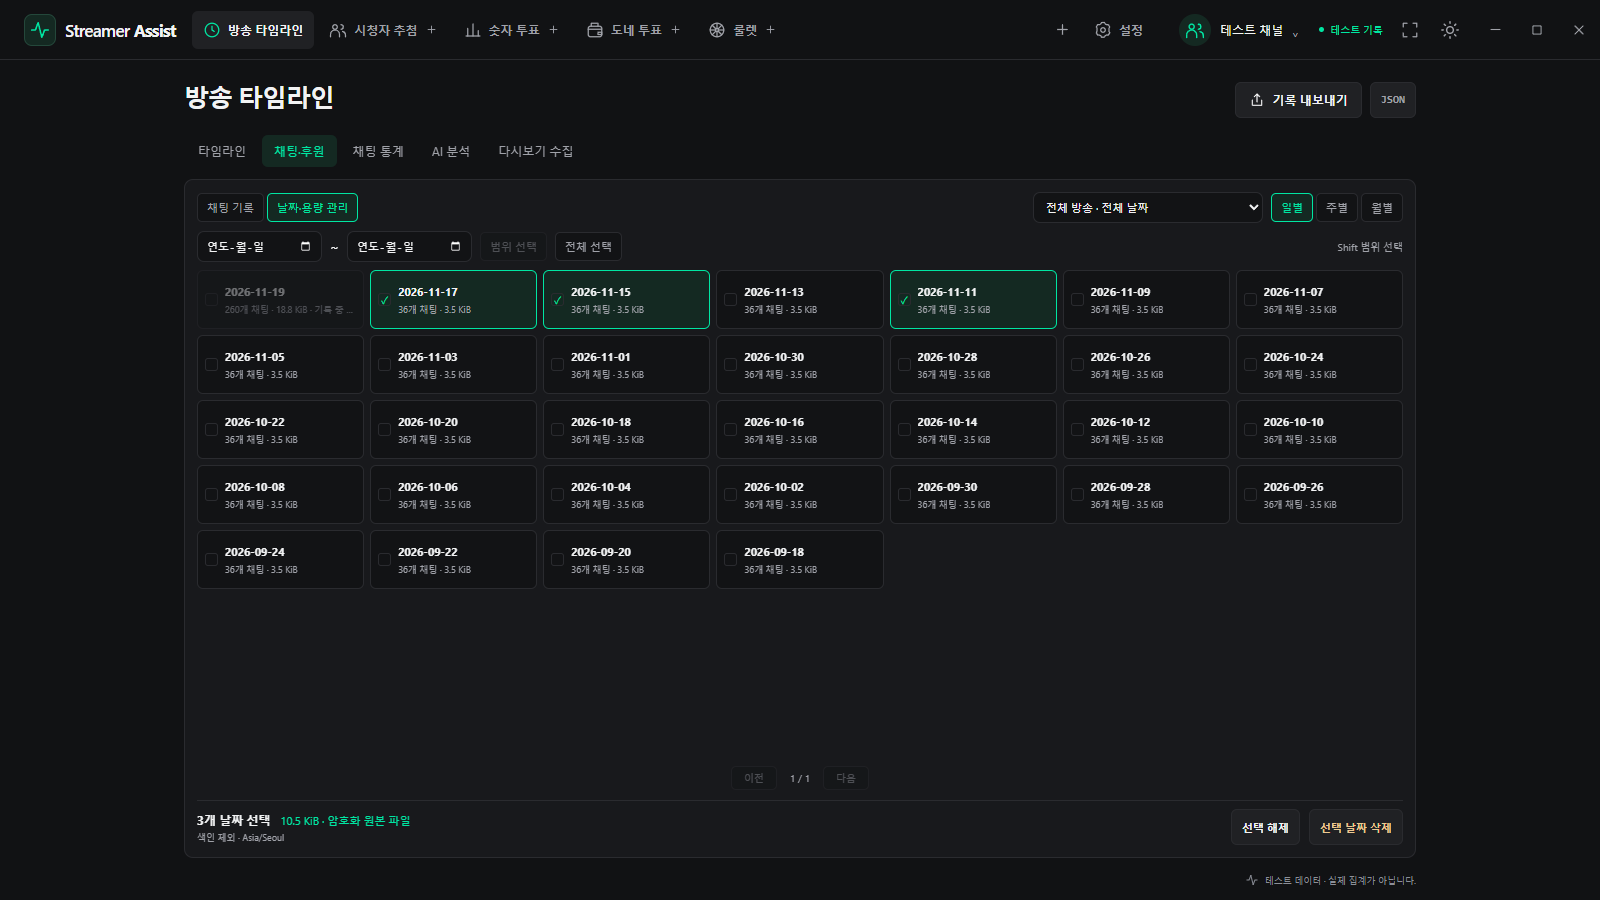 Streamer Assist
방송 타임라인
시청자 추첨 +
숫자 투표 +
도네 투표 +
룰렛 +
+
설정
테스트 채널
테스트 기록
방송 타임라인
기록 내보내기
JSON
타임라인
채팅·후원
채팅 통계
AI 분석
다시보기 수집
채팅 기록
날짜·용량 관리
전체 방송 · 전체 날짜
일별
주별
월별
연도-월-일 ~ 연도-월-일
범위 선택
전체 선택
Shift 범위 선택
2026-11-19
260개 채팅 · 18.8 KiB · 기록 중 ...
2026-11-17
36개 채팅 · 3.5 KiB
2026-11-15
36개 채팅 · 3.5 KiB
2026-11-13
36개 채팅 · 3.5 KiB
2026-11-11
36개 채팅 · 3.5 KiB
2026-11-09
36개 채팅 · 3.5 KiB
2026-11-07
36개 채팅 · 3.5 KiB
2026-11-05
36개 채팅 · 3.5 KiB
2026-11-03
36개 채팅 · 3.5 KiB
2026-11-01
36개 채팅 · 3.5 KiB
2026-10-30
36개 채팅 · 3.5 KiB
2026-10-28
36개 채팅 · 3.5 KiB
2026-10-26
36개 채팅 · 3.5 KiB
2026-10-24
36개 채팅 · 3.5 KiB
2026-10-22
36개 채팅 · 3.5 KiB
2026-10-20
36개 채팅 · 3.5 KiB
2026-10-18
36개 채팅 · 3.5 KiB
2026-10-16
36개 채팅 · 3.5 KiB
2026-10-14
36개 채팅 · 3.5 KiB
2026-10-12
36개 채팅 · 3.5 KiB
2026-10-10
36개 채팅 · 3.5 KiB
2026-10-08
36개 채팅 · 3.5 KiB
2026-10-06
36개 채팅 · 3.5 KiB
2026-10-04
36개 채팅 · 3.5 KiB
2026-10-02
36개 채팅 · 3.5 KiB
2026-09-30
36개 채팅 · 3.5 KiB
2026-09-28
36개 채팅 · 3.5 KiB
2026-09-26
36개 채팅 · 3.5 KiB
2026-09-24
36개 채팅 · 3.5 KiB
2026-09-22
36개 채팅 · 3.5 KiB
2026-09-20
36개 채팅 · 3.5 KiB
2026-09-18
36개 채팅 · 3.5 KiB
이전
1 / 1
다음
3개 날짜 선택 10.5 KiB · 암호화 원본 파일
색인 제외 · Asia/Seoul
선택 해제
선택 날짜 삭제
테스트 데이터 · 실제 집계가 아닙니다.